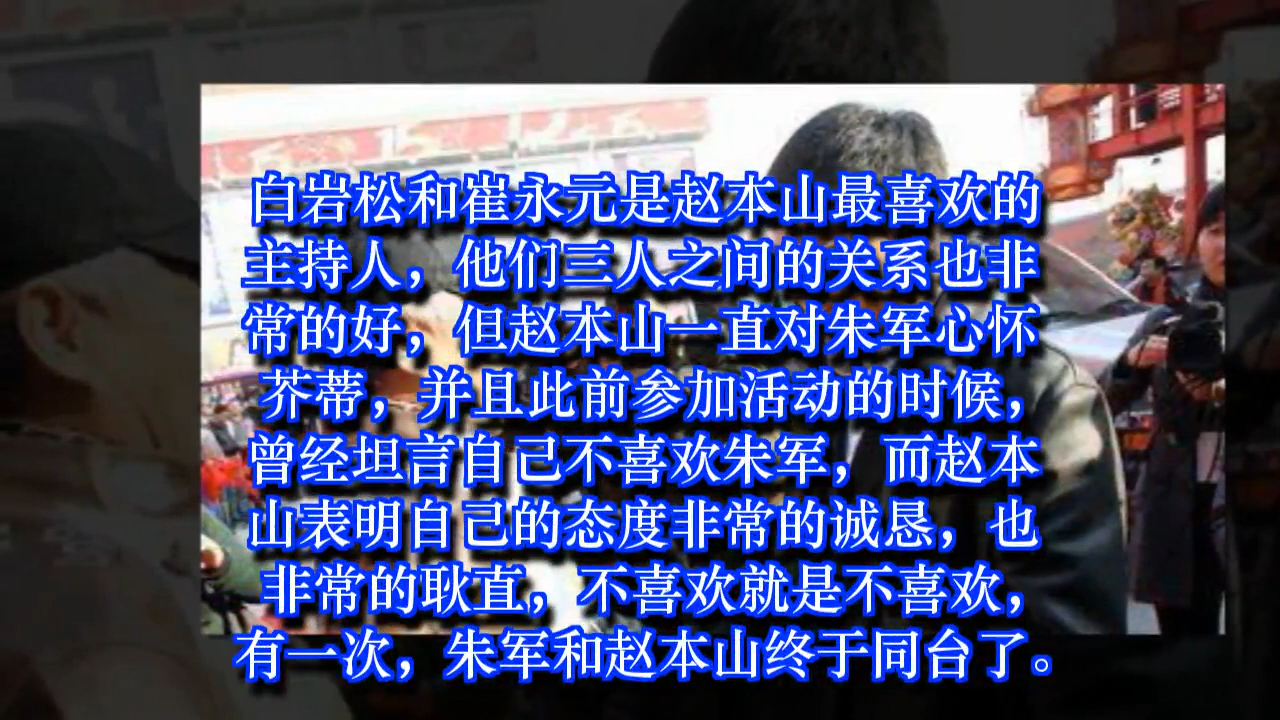 白岩松和崔永元是赵本山最喜欢的
主持人，他们三人之间的关系也非
常的好，但赵本山一直对朱军心怀
芥蒂，并且此前参加活动的时候，
曾经坦言自己不喜欢朱军，而赵本
山表明自己的态度非常的诚恳，也
非常的耿直，不喜欢就是不喜欢，
有一次，朱军和赵本山终于同台了。